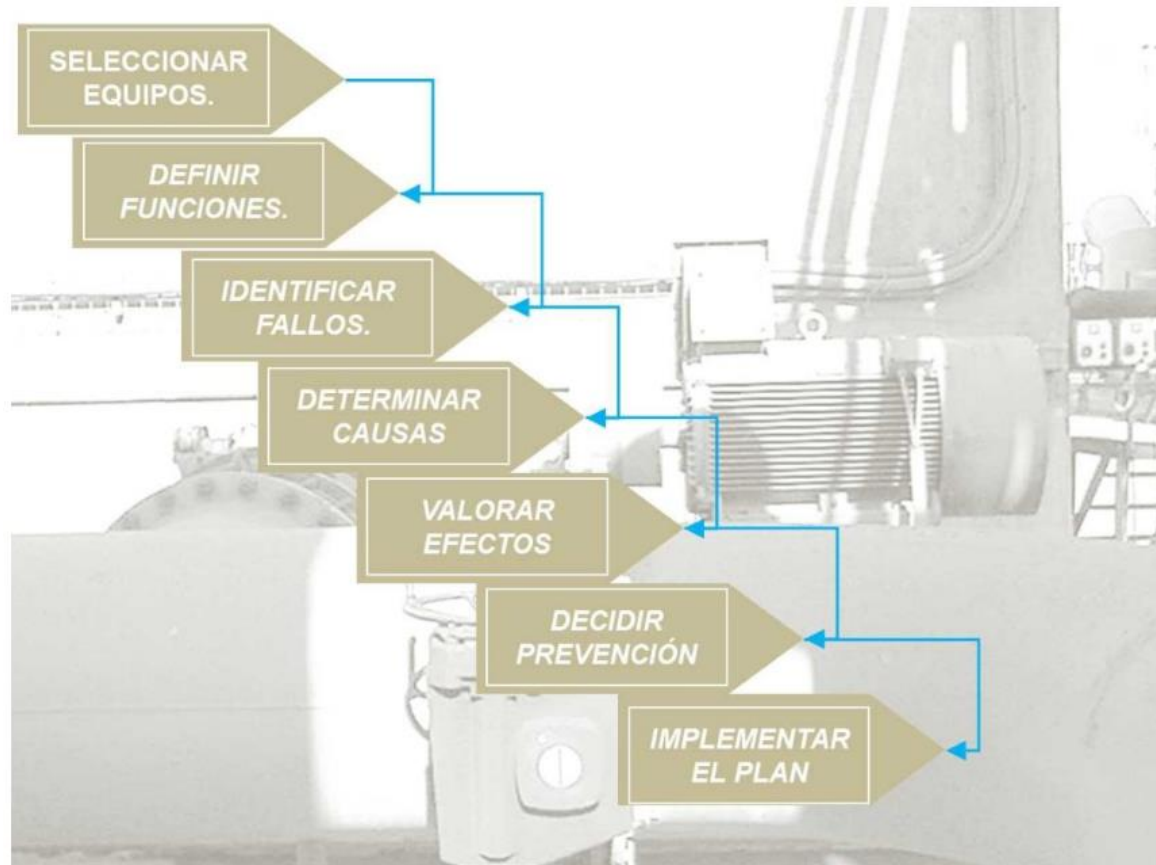 SELECCIONAR
EQUIPOS.
DEFINIR
FUNCIONES.
IDENTIFICAR
FALLOS.
DETERMINAR
CAUSAS
VALORAR
EFECTOS
DECIDIR
PREVENCIÓN
IMPLEMENTAR
EL PLAN